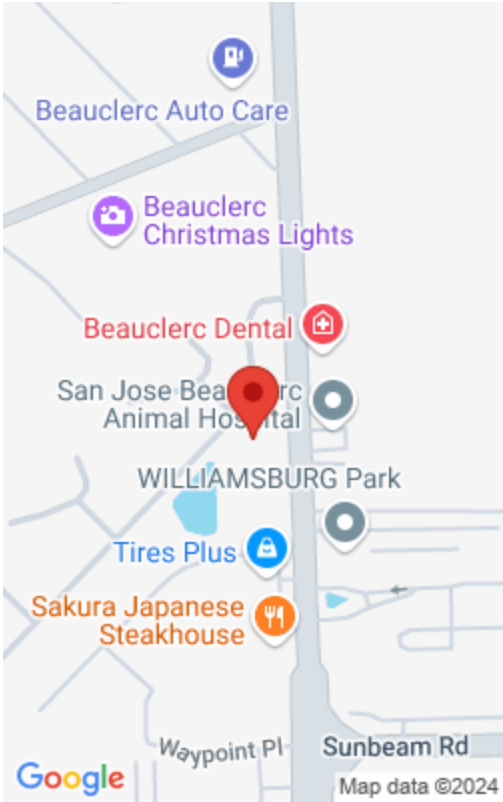 Beauclerc Auto Care
Beauclerc
Christmas Lights
Beauclerc Dental
San Jose Beauclerc
Animal Hospital
WILLIAMSBURG Park
Tires Plus
Sakura Japanese
Steakhouse
Waypoint Pl
Sunbeam Rd
Google
Map data ©2024